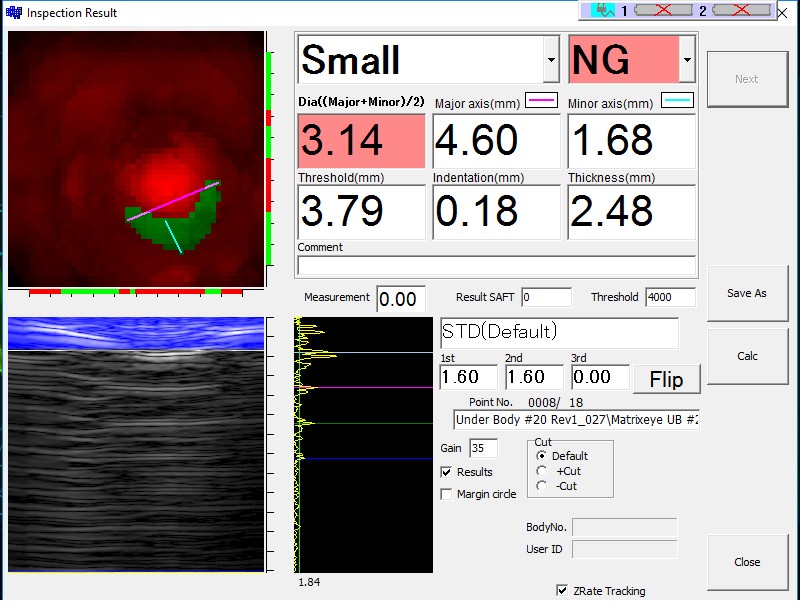 Inspection Result
1
2
Small
NG
Next
Dia((Major+Minor)/2)
Major axis(mm)
Minor axis(mm)
3.14
4.60
1.68
Threshold(mm)
Indentation(mm)
Thickness(mm)
3.79
0.18
2.48
Comment
Measurement
0.00
Result SAFT
0
Threshold
4000
Save As
STD(Default)
1st
2nd
3rd
1.60
1.60
0.00
Flip
Calc
Point No.
0008/ 18
Under Body #20 Rev1_027\Matrixeye UB #2
Gain
35
Cut
Default
+Cut
-Cut
Results
Margin circle
BodyNo.
User ID
Close
1.84
ZRate Tracking